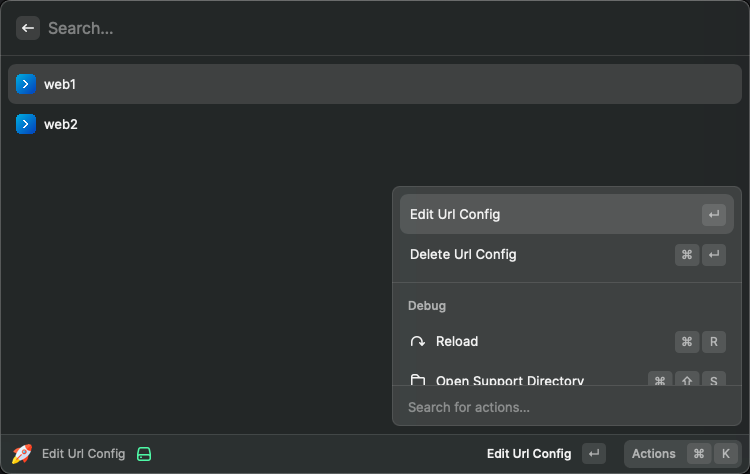 Search...
web1
web2
Edit Url Config ↵
Delete Url Config ⌘ ↵
Debug
Reload ⌘ R
Open Support Directory ⌘ ⇧ S
Search for actions...
Edit Url Config
Edit Url Config ↵ Actions ⌘ K